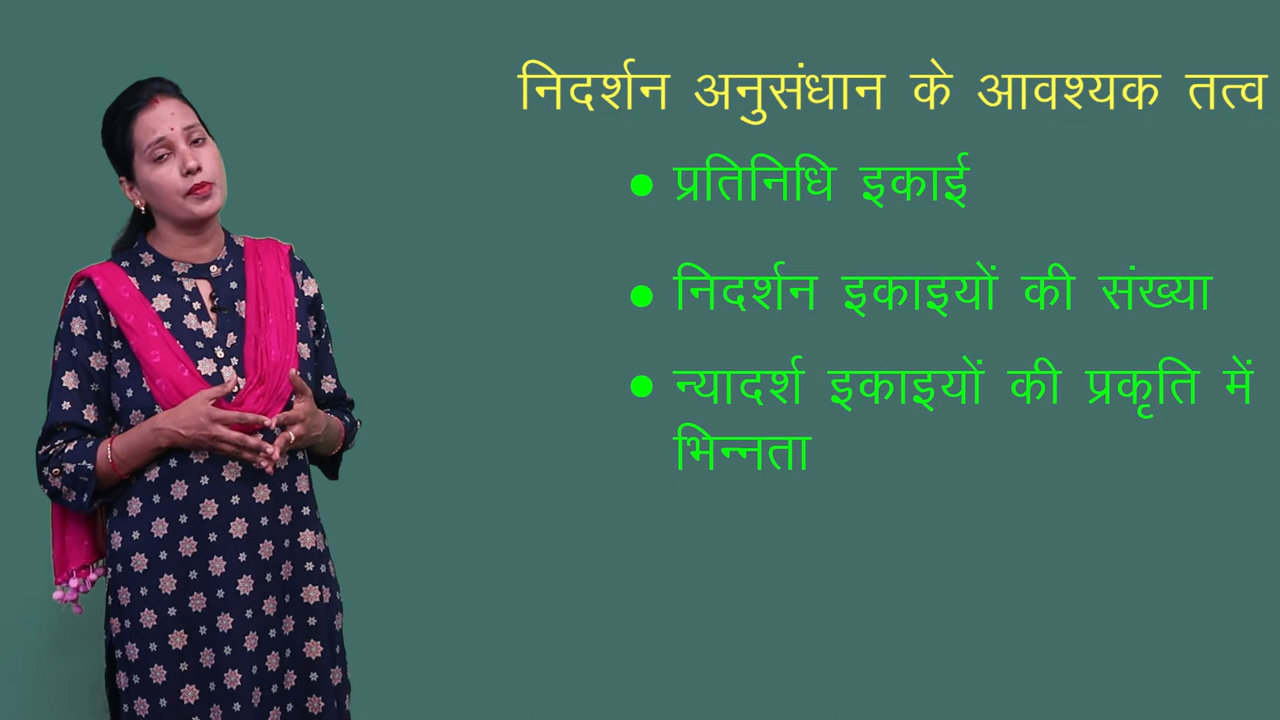 निदर्शन अनुसंधान के आवश्यक तत्व
• प्रतिनिधि इकाई
• निदर्शन इकाइयों की संख्या
• न्यादर्श इकाइयों की प्रकृति में
भिन्नता